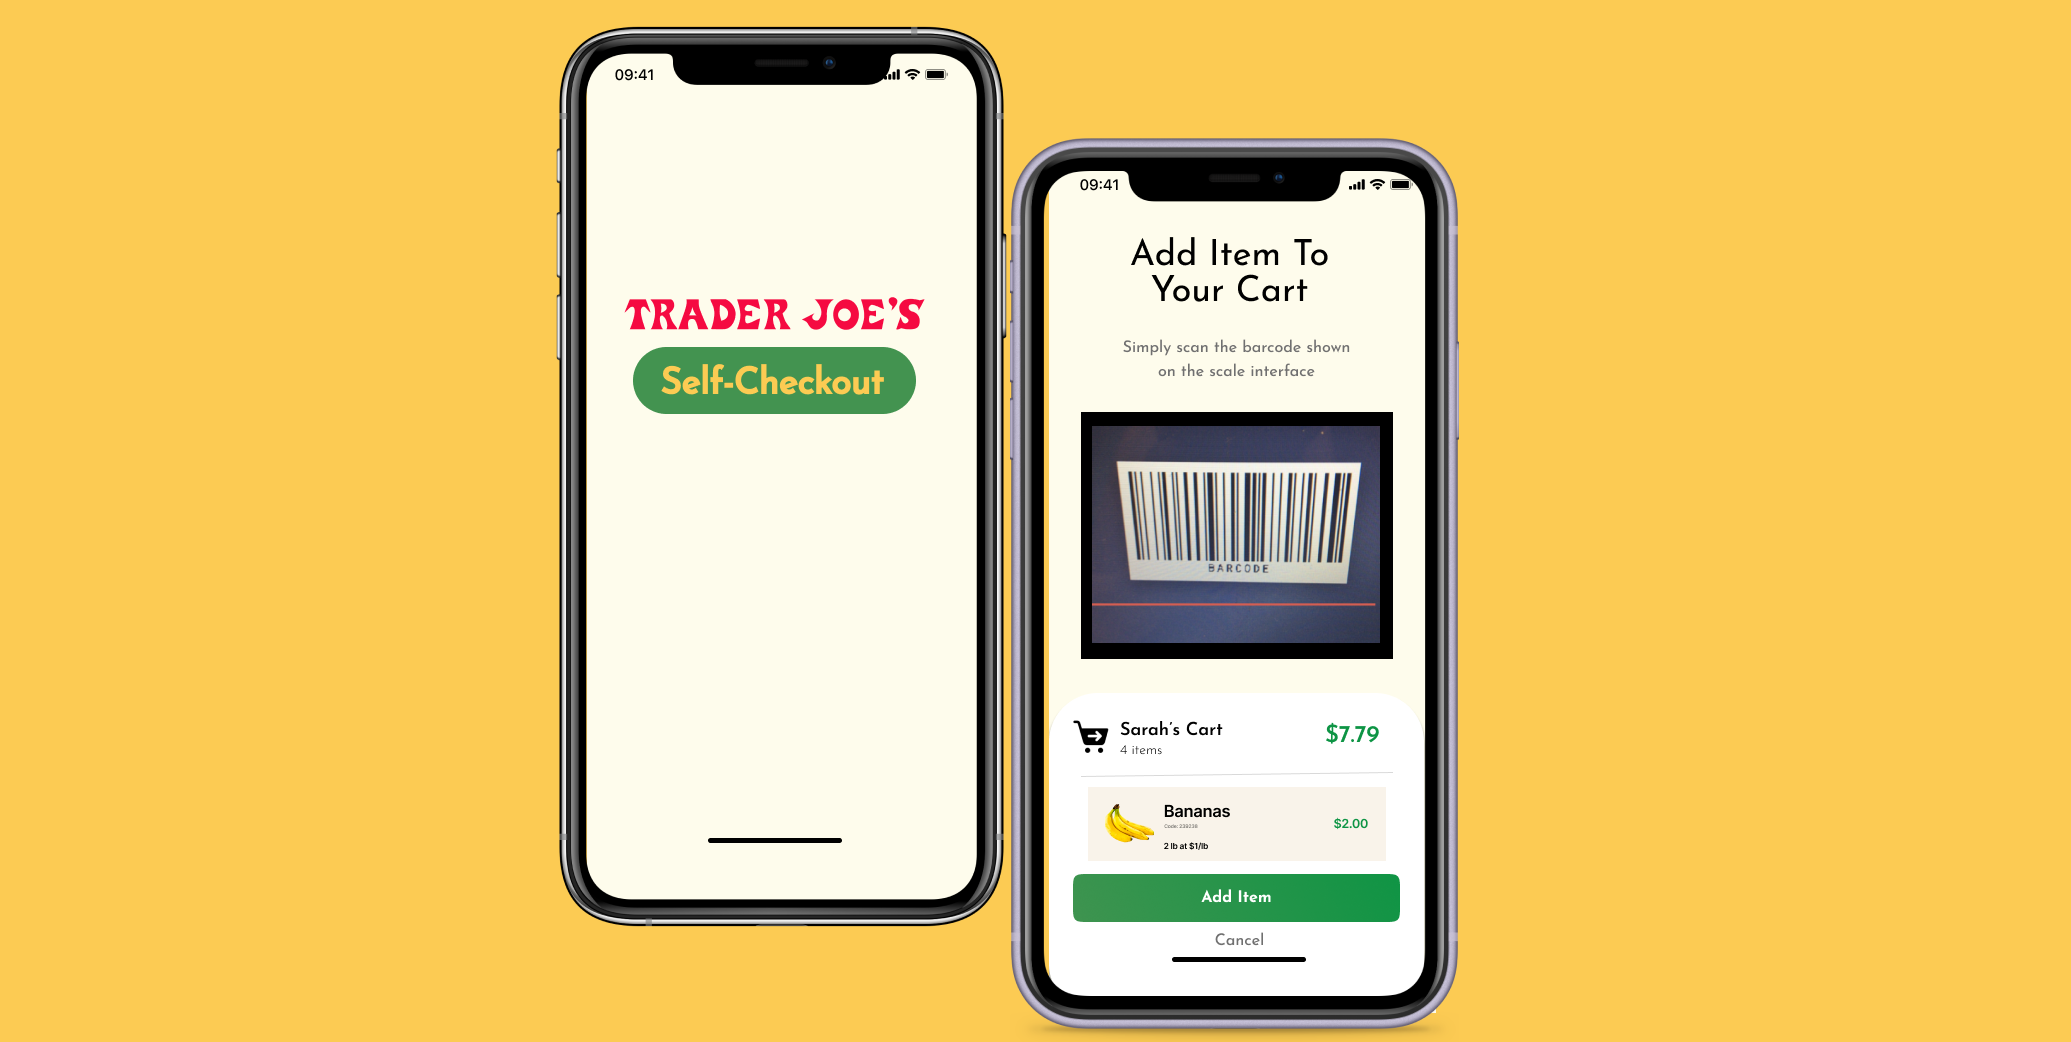 09:41
TRADER JOE'S
Self-Checkout
09:41
Add Item To
Your Cart
Simply scan the barcode shown
on the scale interface
BARCODE
Sarah's Cart
$7.79
4 items
Bananas
Code: 239238
$2.00
2 lb at $1/lb
Add Item
Cancel